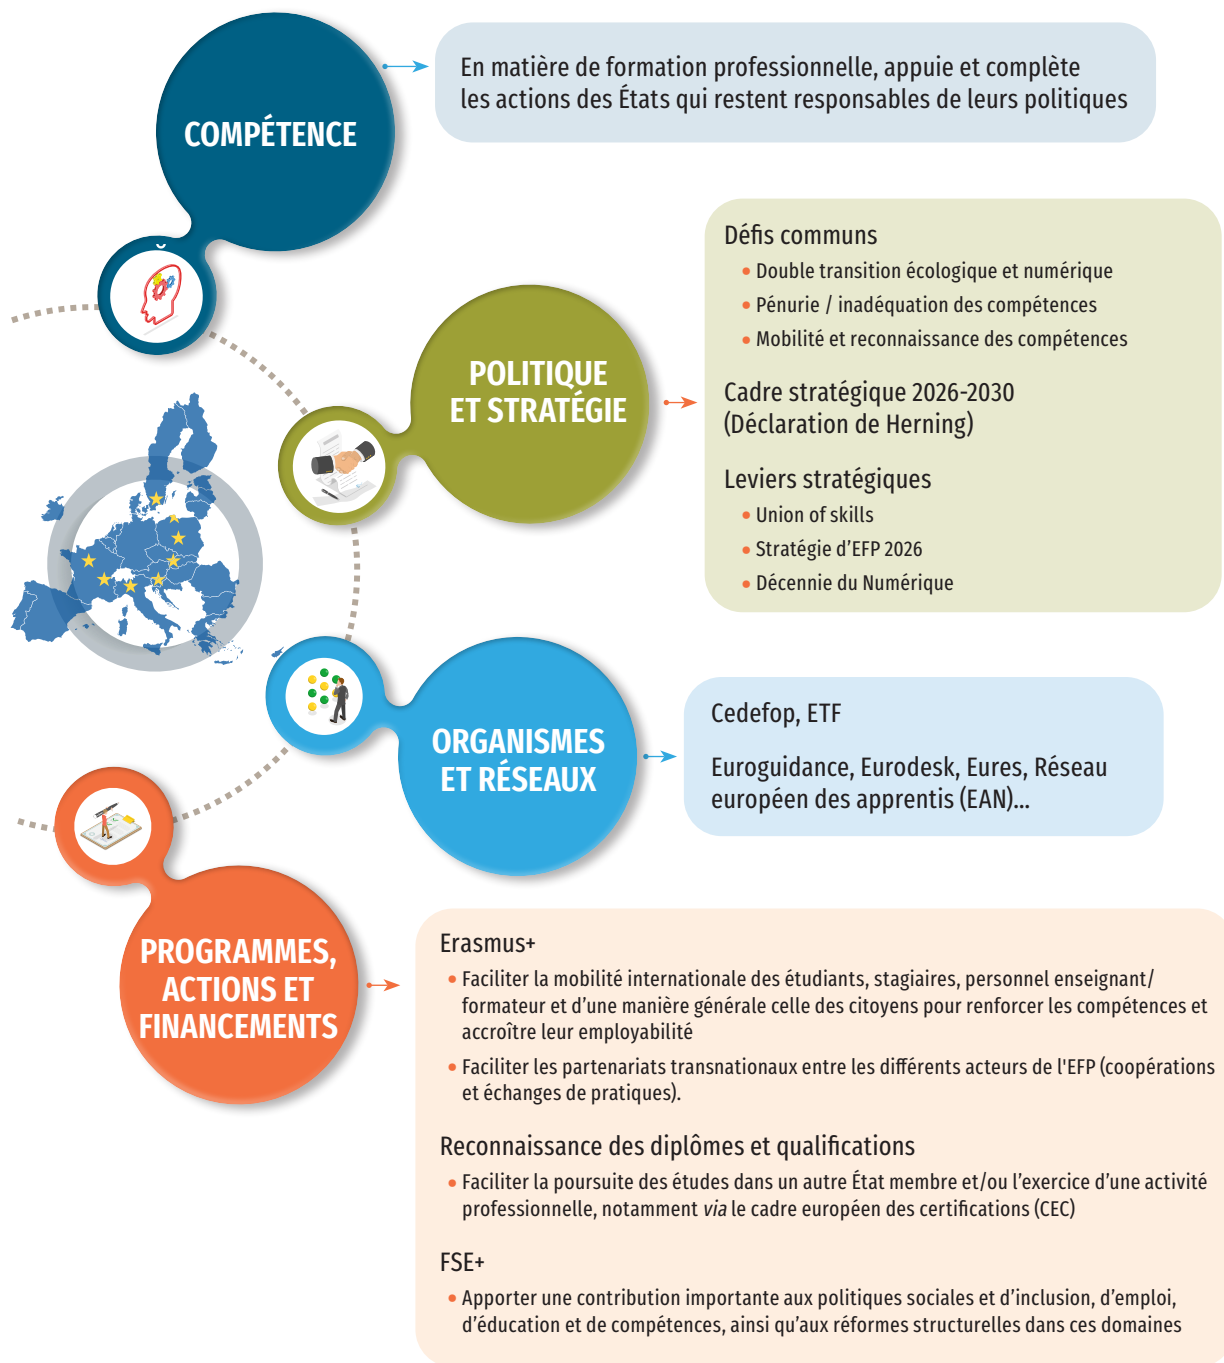 COMPÉTENCE
En matière de formation professionnelle, appuie et complète
les actions des États qui restent responsables de leurs politiques
POLITIQUE
ET STRATÉGIE
Défis communs
• Double transition écologique et numérique
• Pénurie / inadéquation des compétences
• Mobilité et reconnaissance des compétences
Cadre stratégique 2026-2030
(Déclaration de Herning)
Leviers stratégiques
• Union of skills
• Stratégie d’EFP 2026
• Décennie du Numérique
ORGANISMES
ET RÉSEAUX
Cedefop, ETF
Euroguidance, Eurodesk, Eures, Réseau
européen des apprentis (EAN)...
PROGRAMMES,
ACTIONS ET
FINANCEMENTS
Erasmus+
• Faciliter la mobilité internationale des étudiants, stagiaires, personnel enseignant/
formateur et d’une manière générale celle des citoyens pour renforcer les compétences et
accroître leur employabilité
• Faciliter les partenariats transnationaux entre les différents acteurs de l'EFP (coopérations
et échanges de pratiques).
Reconnaissance des diplômes et qualifications
• Faciliter la poursuite des études dans un autre État membre et/ou l’exercice d’une activité
professionnelle, notamment via le cadre européen des certifications (CEC)
FSE+
• Apporter une contribution importante aux politiques sociales et d’inclusion, d’emploi,
d’éducation et de compétences, ainsi qu’aux réformes structurelles dans ces domaines